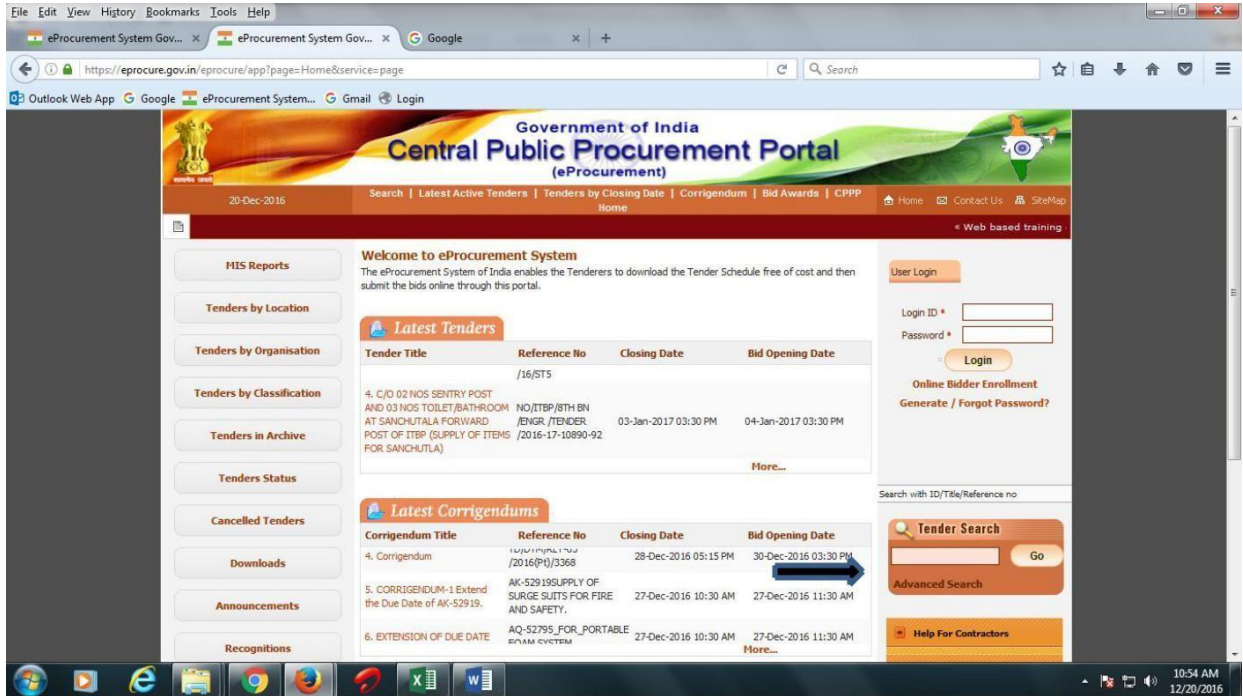 File Edit View History Bookmarks Tools Help
eProcurement System Gov... × eProcurement System Gov... × Google × +
https://eprocure.gov.in/eprocure/app?page=Home&service=page Search
Outlook Web App Google eProcurement System... Gmail Login
Government of India
Central Public Procurement Portal
(eProcurement)
सत्यमेव जयते
20-Dec-2016
Search | Latest Active Tenders | Tenders by Closing Date | Corrigendum | Bid Awards | CPPP
Home
Home Contact Us SiteMap
« Web based training
MIS Reports
Tenders by Location
Tenders by Organisation
Tenders by Classification
Tenders in Archive
Tenders Status
Cancelled Tenders
Downloads
Announcements
Recognitions
Welcome to eProcurement System
The eProcurement System of India enables the Tenderers to download the Tender Schedule free of cost and then
submit the bids online through this portal.
Latest Tenders
Tender Title Reference No Closing Date Bid Opening Date
/16/ST5
4. C/O 02 NOS SENTRY POST
AND 03 NOS TOILET/BATHROOM NO/ITBP/8TH BN
AT SANCHUTALA FORWARD /ENGR /TENDER 03-Jan-2017 03:30 PM 04-Jan-2017 03:30 PM
POST OF ITBP (SUPPLY OF ITEMS /2016-17-10890-92
FOR SANCHUTLA)
More...
Latest Corrigendums
Corrigendum Title Reference No Closing Date Bid Opening Date
4. Corrigendum /2016(Pt)/3368 28-Dec-2016 05:15 PM 30-Dec-2016 03:30 PM
5. CORRIGENDUM-1 Extend AK-52919SUPPLY OF
the Due Date of AK-52919. SURGE SUITS FOR FIRE 27-Dec-2016 10:30 AM 27-Dec-2016 11:30 AM
AND SAFETY.
6. EXTENSION OF DUE DATE AQ-52795_FOR_PORTABLE 27-Dec-2016 10:30 AM 27-Dec-2016 11:30 AM
FOAM SYSTEM
More...
User Login
Login ID *
Password *
Login
Online Bidder Enrollment
Generate / Forgot Password?
Search with ID/Title/Reference no
Tender Search
Go
Advanced Search
Help For Contractors
10:54 AM
12/20/2016